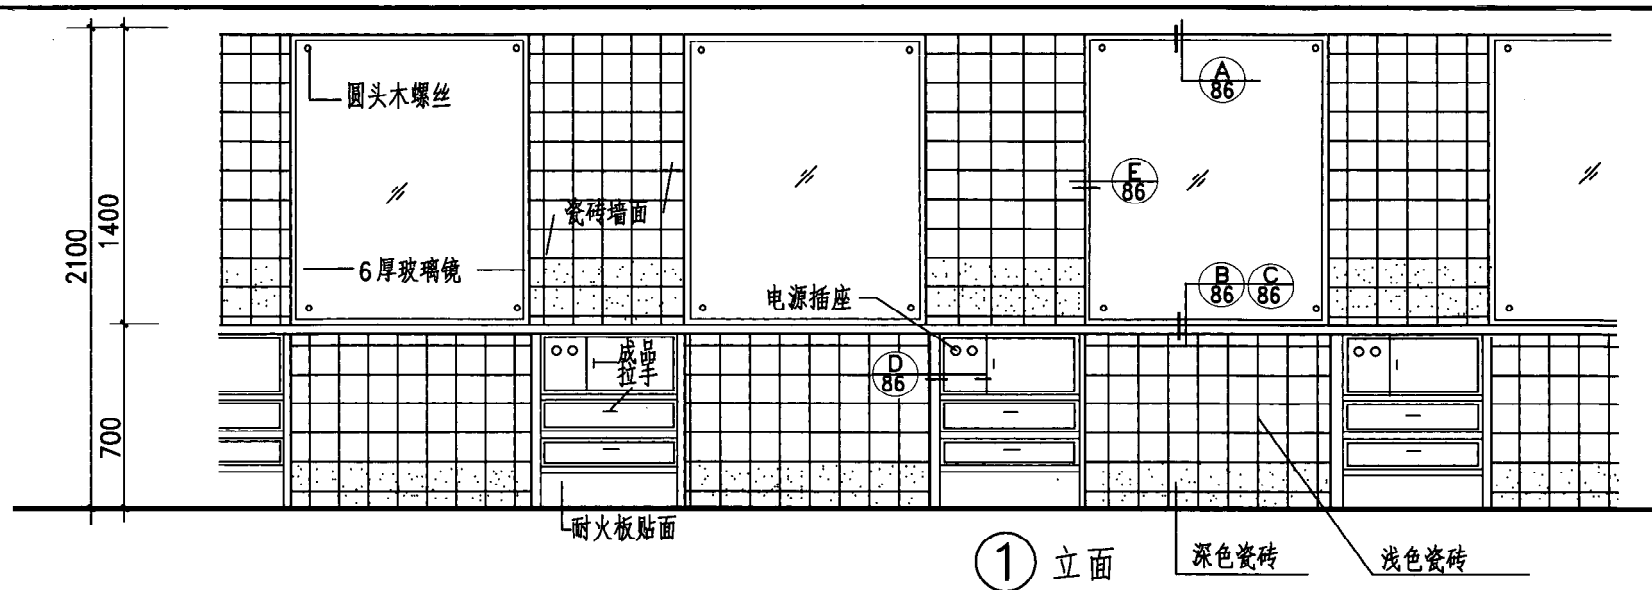 圆头木螺丝
A
86
E
86
瓷砖墙面
2100
1400
6厚玻璃镜
B
86
C
86
电源插座
成品
拉手
D
86
700
耐火板贴面
1 立面
深色瓷砖
浅色瓷砖